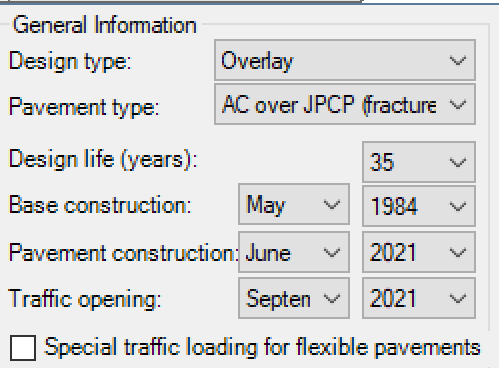 General Information
Design type: Overlay
Pavement type: AC over JPCP (fracture
Design life (years): 35
Base construction: May 1984
Pavement construction: June 2021
Traffic opening: Septen 2021
Special traffic loading for flexible pavements